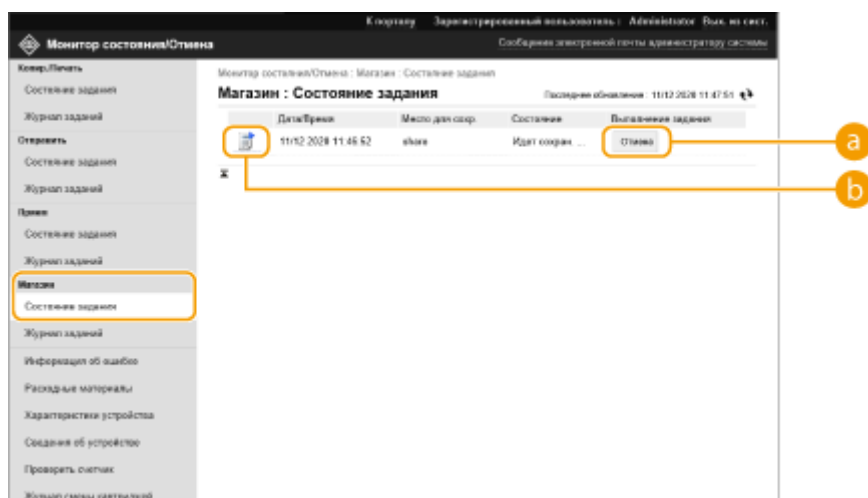 К порталу Зарегистрированный пользователь : Administrator Вых. из сист.
Монитор состояния/Отмена Сообщение электронной почты администратору системы
Копир./Печать
Состояние задания
Журнал заданий
Отправить
Состояние задания
Журнал заданий
Прием
Состояние задания
Журнал заданий
Магазин
Состояние задания
Журнал заданий
Информация об ошибке
Расходные материалы
Характеристики устройства
Сведения об устройстве
Проверить счетчик
Журнал смены картриджей
Монитор состояния/Отмена : Магазин : Состояние задания
Магазин : Состояние задания Последнее обновление : 11/12 2020 11:47:51
Дата/Время Место для сохр. Состояние Выполнение задания
11/12 2020 11:46:52 share Идет сохран. ... Отмена
a
b